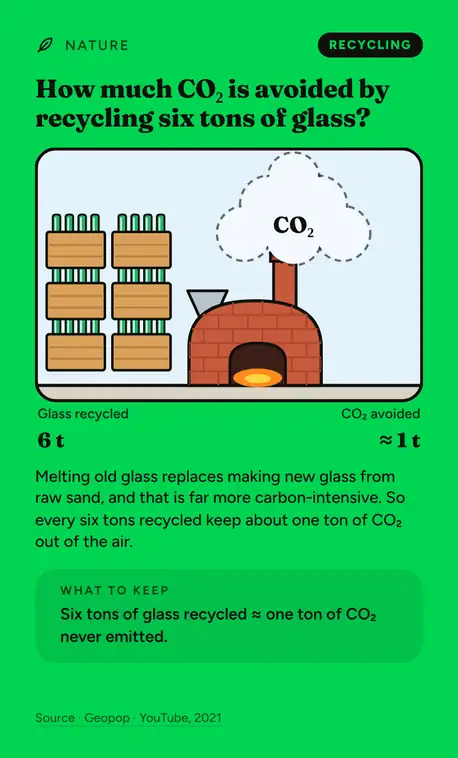 NATURE
RECYCLING
How much CO₂ is avoided by
recycling six tons of glass?
CO₂
Glass recycled
CO₂ avoided
6 t
≈ 1 t
Melting old glass replaces making new glass from
raw sand, and that is far more carbon-intensive. So
every six tons recycled keep about one ton of CO₂
out of the air.
WHAT TO KEEP
Six tons of glass recycled ≈ one ton of CO₂
never emitted.
Source · Geopop · YouTube, 2021